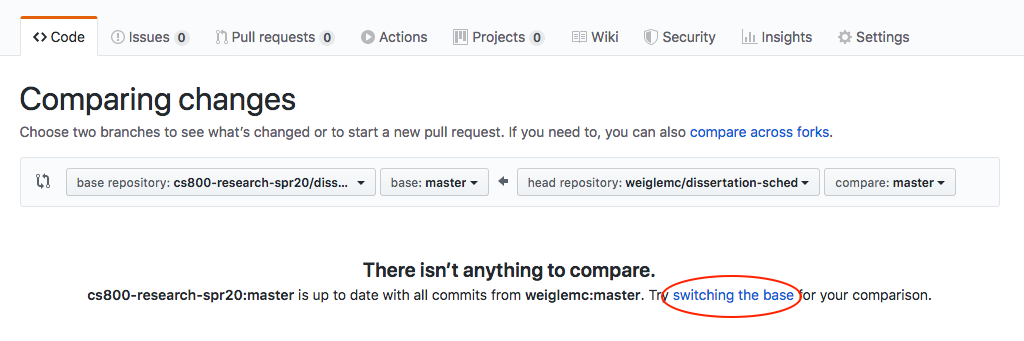 Code Issues 0 Pull requests 0 Actions Projects 0 Wiki Security Insights Settings
Comparing changes
Choose two branches to see what's changed or to start a new pull request. If you need to, you can also compare across forks.
base repository: cs800-research-spr20/diss... base: master head repository: weiglemc/dissertation-sched compare: master
There isn't anything to compare.
cs800-research-spr20:master is up to date with all commits from weiglemc:master. Try switching the base for your comparison.